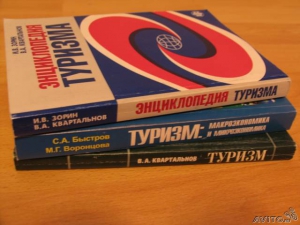 И.В. ЗОРИН
В.А. КВАРТАЛЬНОВ
ЭНЦИКЛОПЕДИЯ
ТУРИЗМА
И.В. ЗОРИН
В.А. КВАРТАЛЬНОВ
ЭНЦИКЛОПЕДИЯ ТУРИЗМА
С.А. Быстров
М.Г. Воронцова
ТУРИЗМ:
МАКРОЭКОНОМИКА
И МИКРОЭКОНОМИКА
В.А. КВАРТАЛЬНОВ
ТУРИЗМ